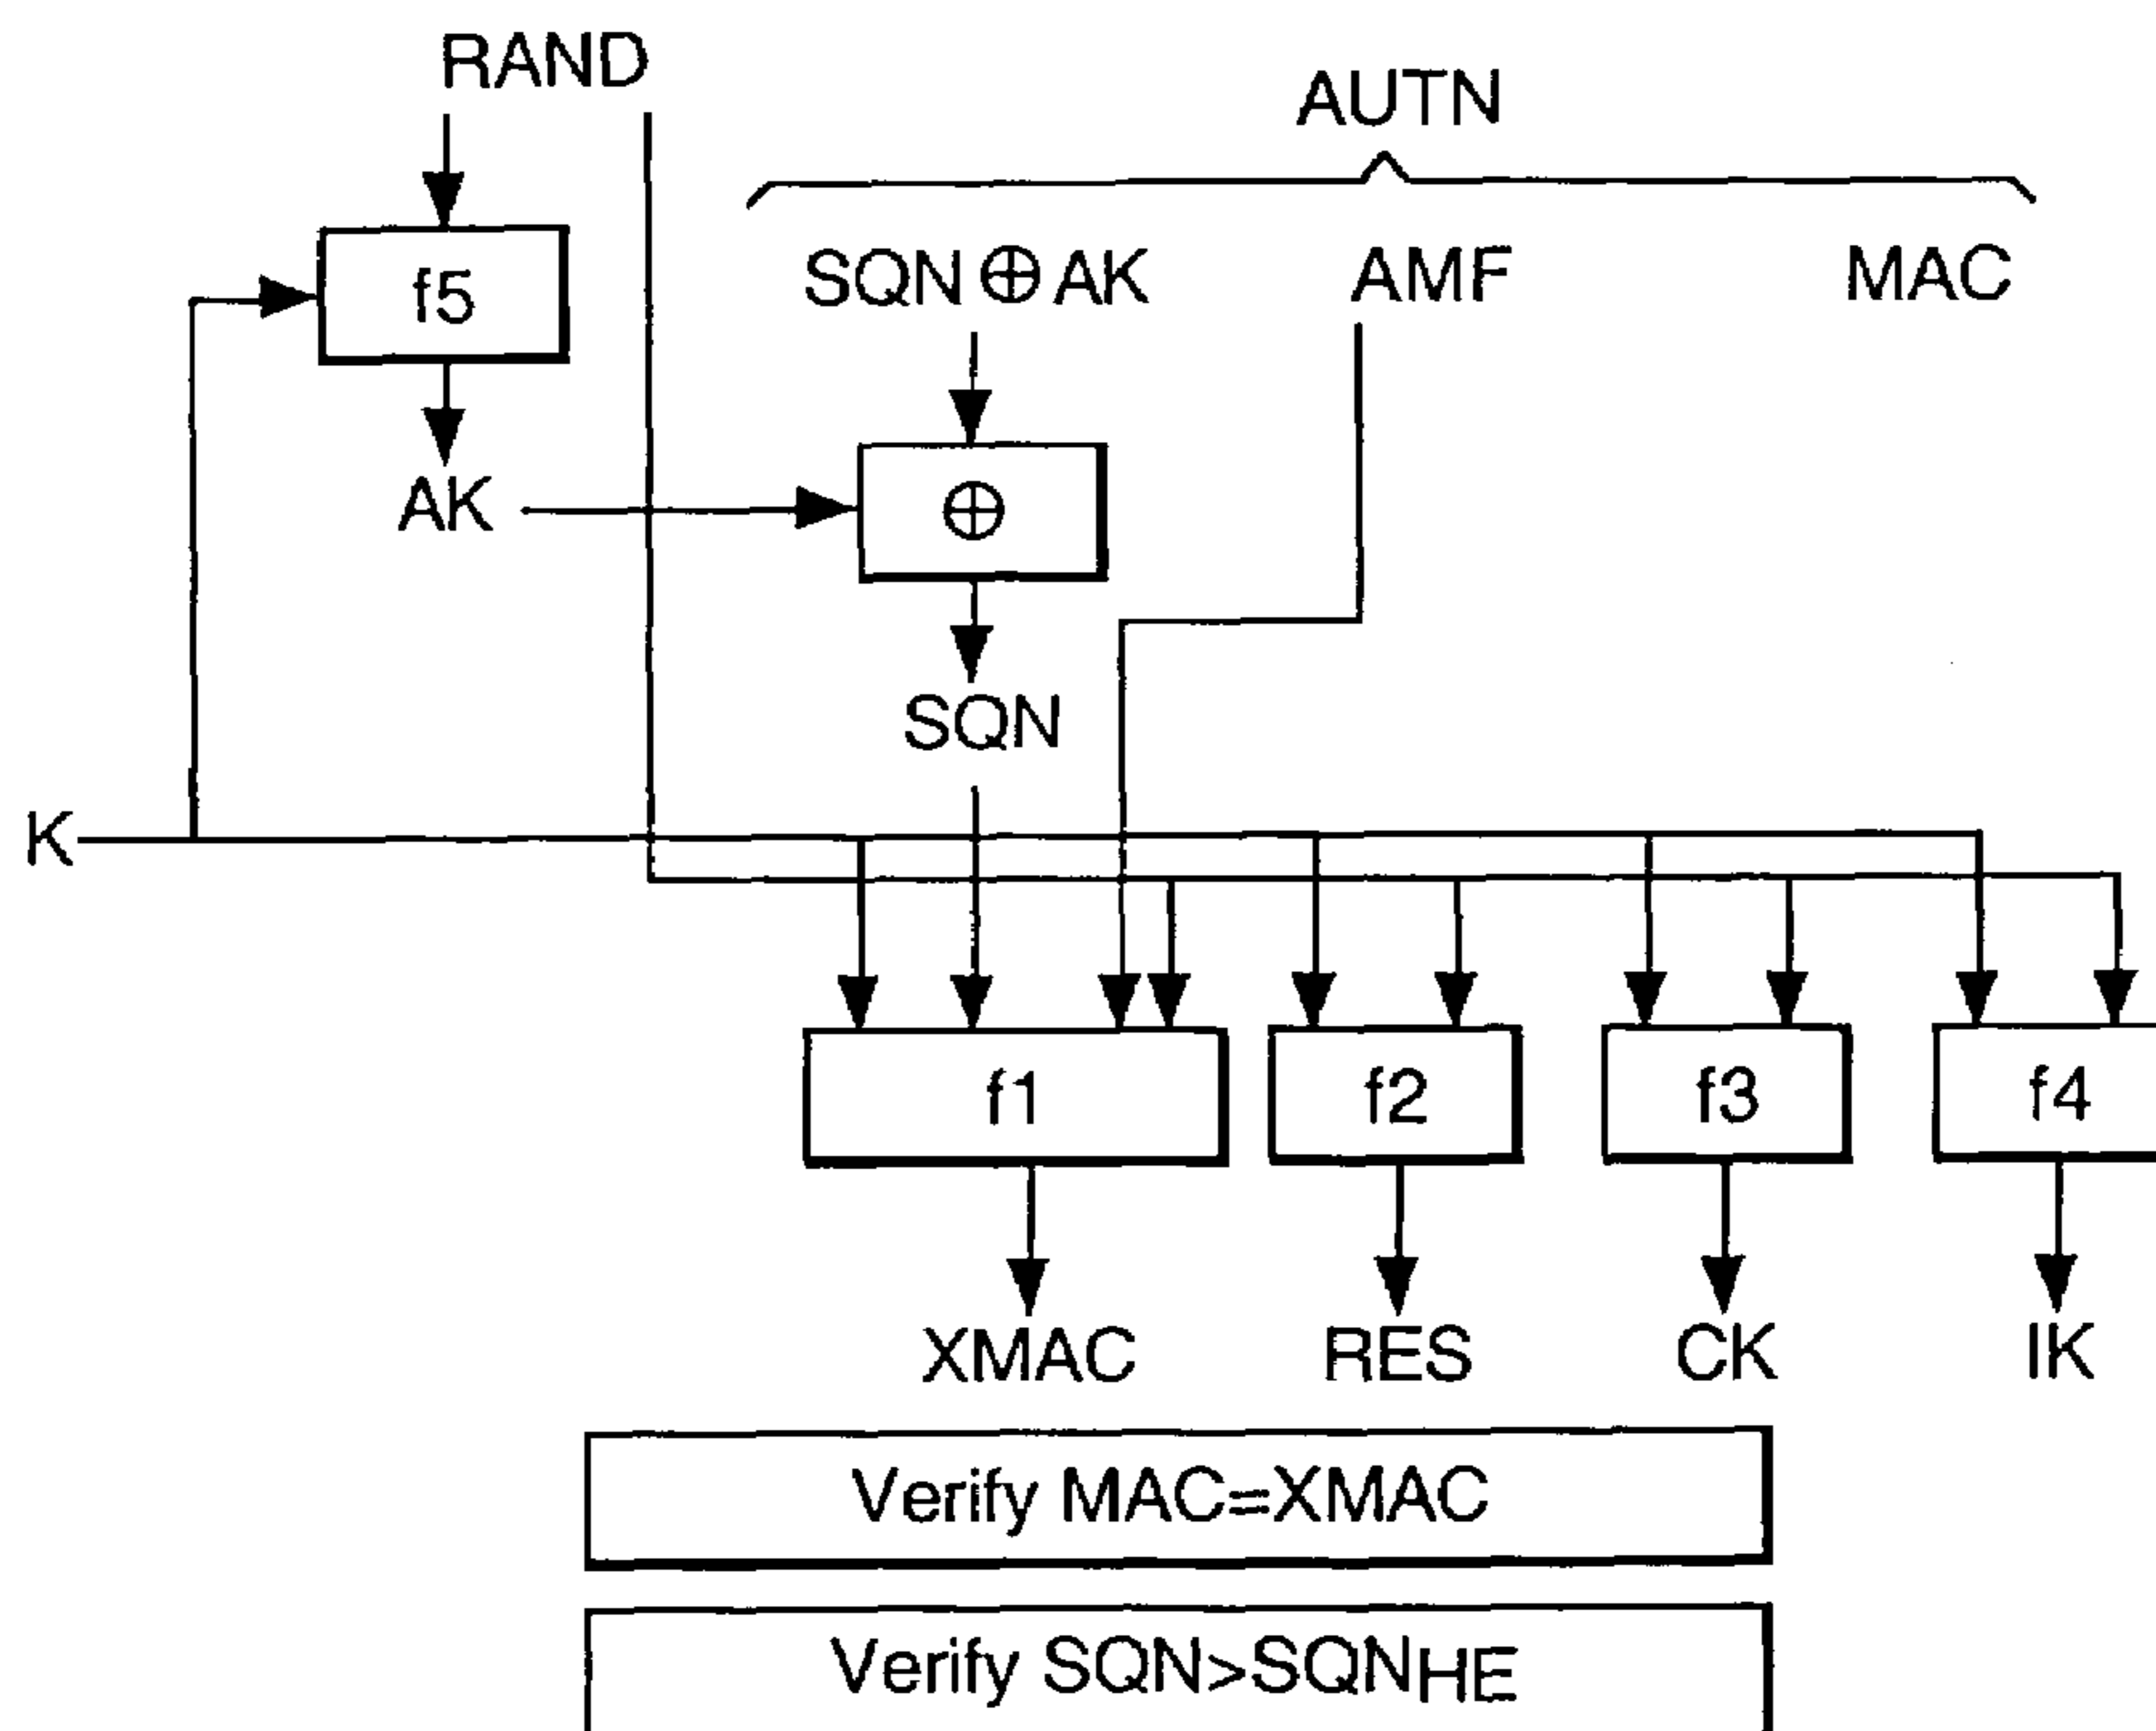 RAND
AUTN
f5
SQN⊕AK AMF MAC
AK
⊕
SQN
K
f1 f2 f3 f4
XMAC RES CK IK
Verify MAC=XMAC
Verify SQN>SQNHE